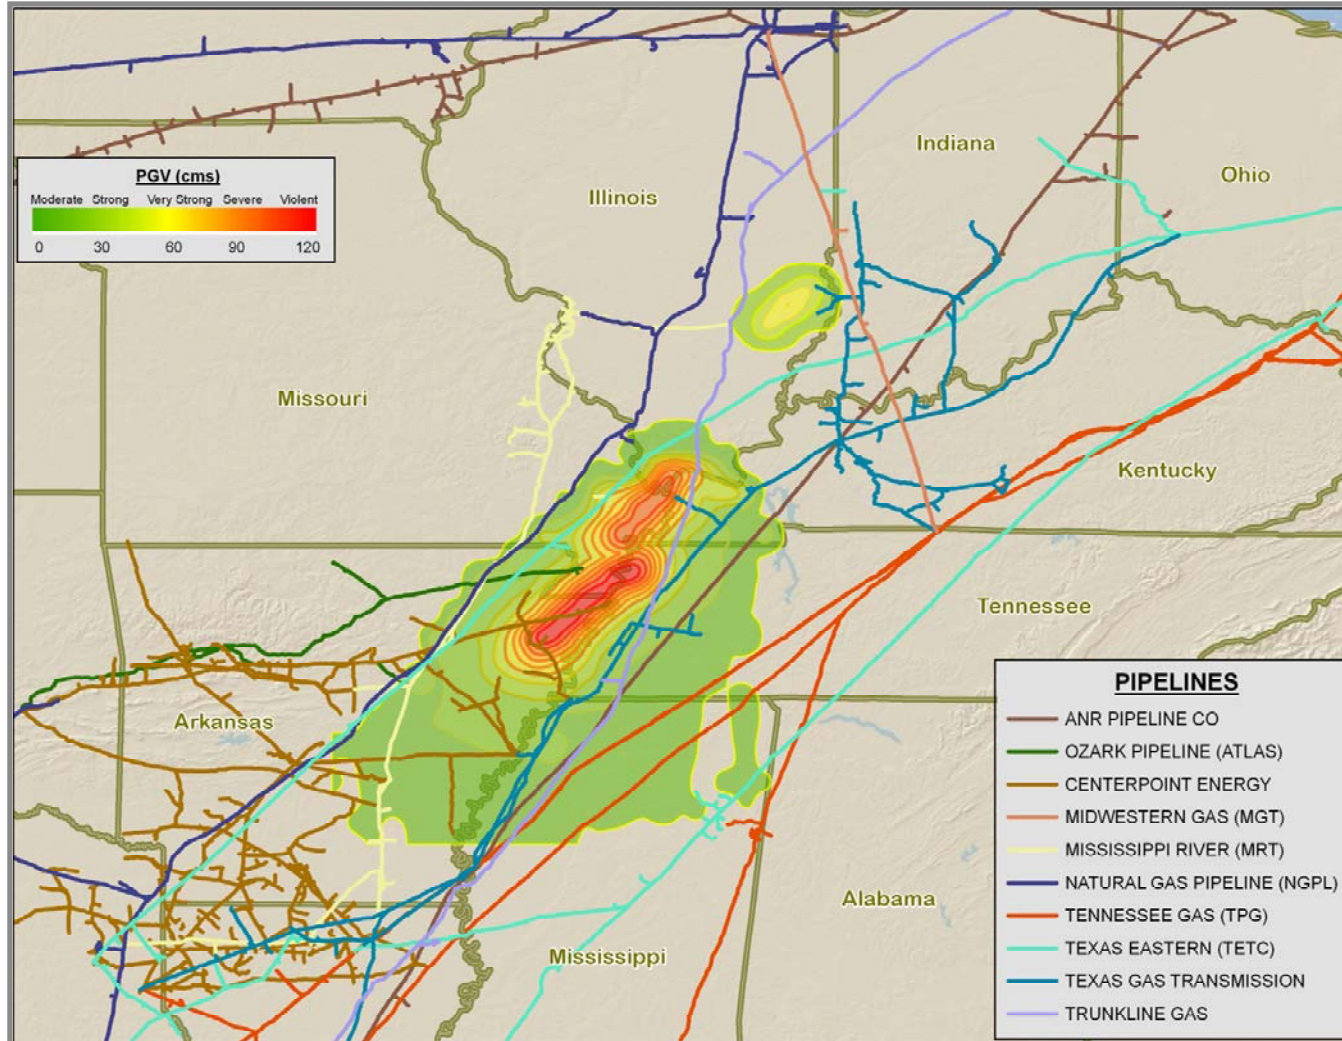 Indiana
Ohio
PGV (cms)
Moderate Strong Very Strong Severe Violent
0 30 60 90 120
Illinois
Missouri
Kentucky
Tennessee
Arkansas
Alabama
Mississippi
PIPELINES
ANR PIPELINE CO
OZARK PIPELINE (ATLAS)
CENTERPOINT ENERGY
MIDWESTERN GAS (MGT)
MISSISSIPPI RIVER (MRT)
NATURAL GAS PIPELINE (NGPL)
TENNESSEE GAS (TPG)
TEXAS EASTERN (TETC)
TEXAS GAS TRANSMISSION
TRUNKLINE GAS